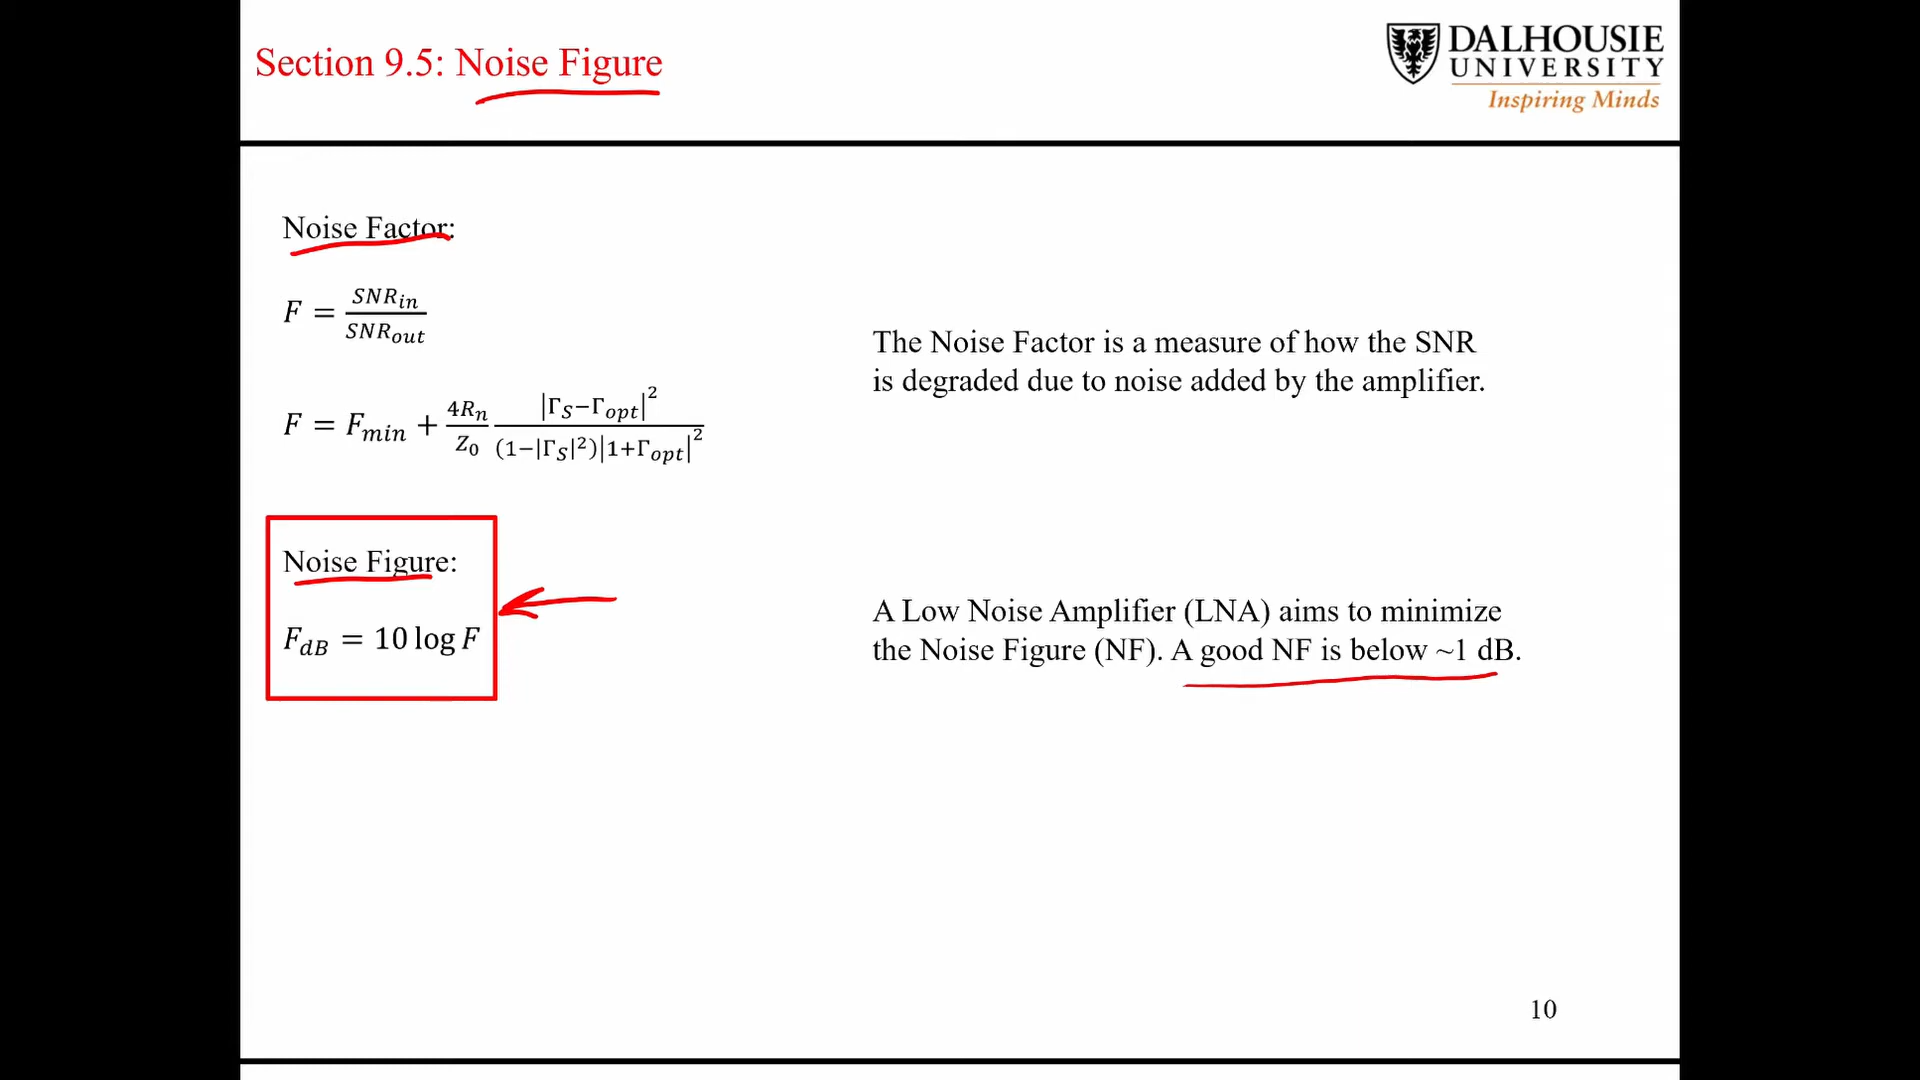 Section 9.5: Noise Figure
DALHOUSIE
UNIVERSITY
Inspiring Minds
Noise Factor:
F = SNR_in / SNR_out
The Noise Factor is a measure of how the SNR
is degraded due to noise added by the amplifier.
F = F_min + (4R_n / Z_0) |Γ_S−Γ_opt|² / ((1−|Γ_S|²)|1+Γ_opt|²)
Noise Figure:
F_dB = 10 log F
A Low Noise Amplifier (LNA) aims to minimize
the Noise Figure (NF). A good NF is below ~1 dB.
10